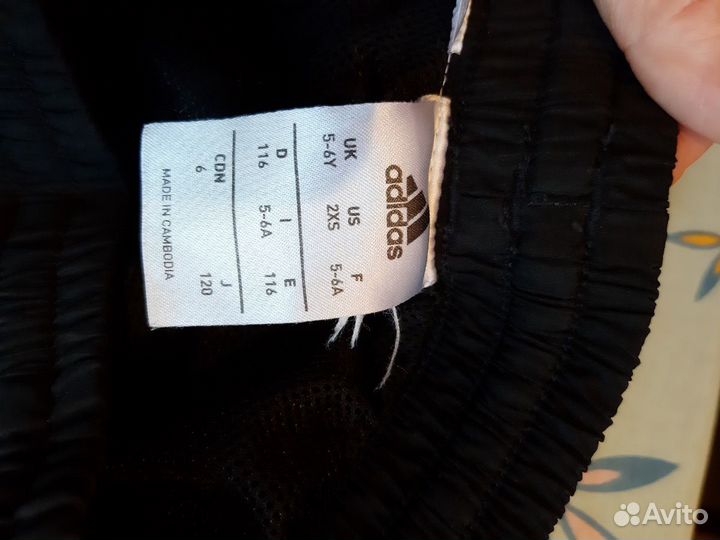 adidas
UK US F
5-6Y 2XS 5-6A
D I E
116 5-6A 116
CDN J
6 120
MADE IN CAMBODIA
Avito